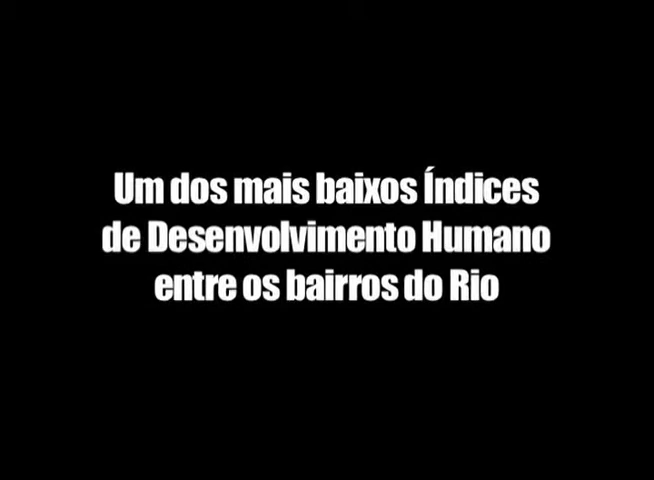 Um dos mais baixos Índices
de Desenvolvimento Humano
entre os bairros do Rio